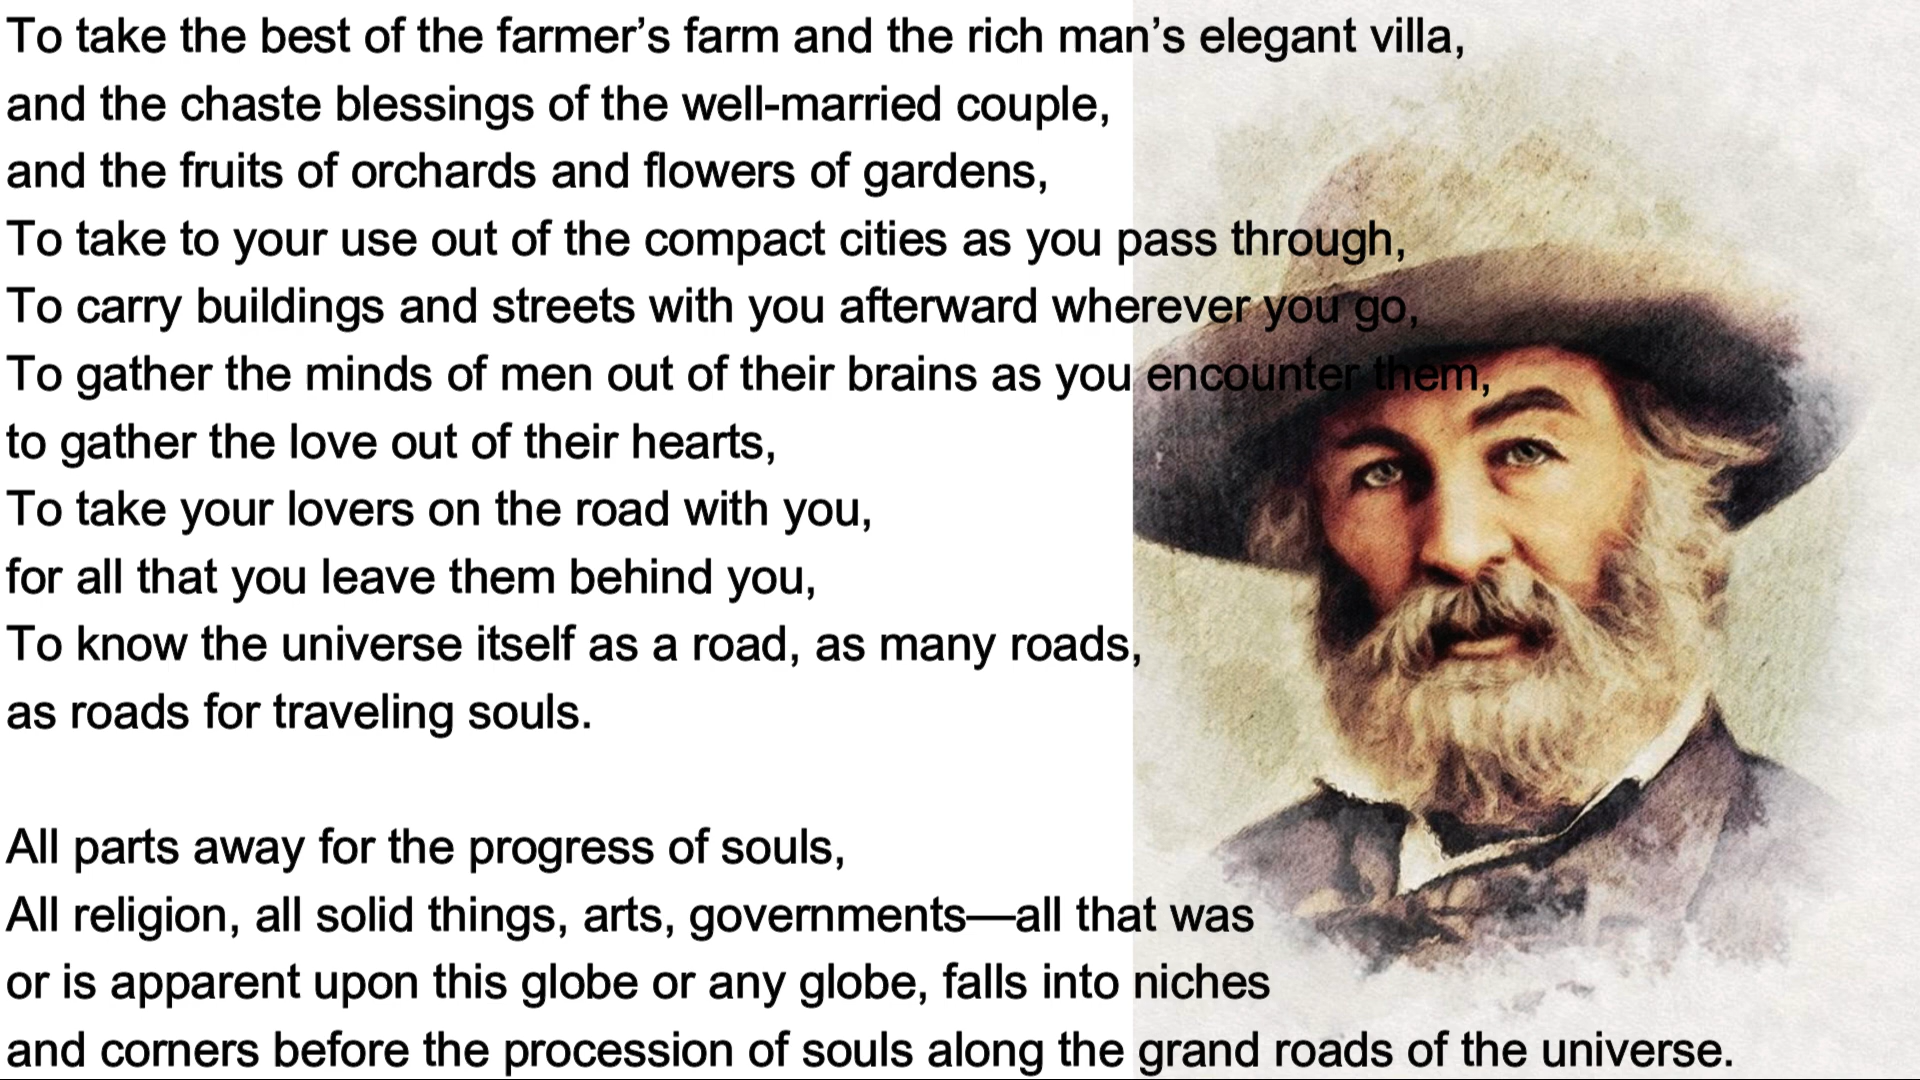 To take the best of the farmer’s farm and the rich man’s elegant villa,
and the chaste blessings of the well-married couple,
and the fruits of orchards and flowers of gardens,
To take to your use out of the compact cities as you pass through,
To carry buildings and streets with you afterward wherever you go,
To gather the minds of men out of their brains as you encounter them,
to gather the love out of their hearts,
To take your lovers on the road with you,
for all that you leave them behind you,
To know the universe itself as a road, as many roads,
as roads for traveling souls.
All parts away for the progress of souls,
All religion, all solid things, arts, governments—all that was
or is apparent upon this globe or any globe, falls into niches
and corners before the procession of souls along the grand roads of the universe.